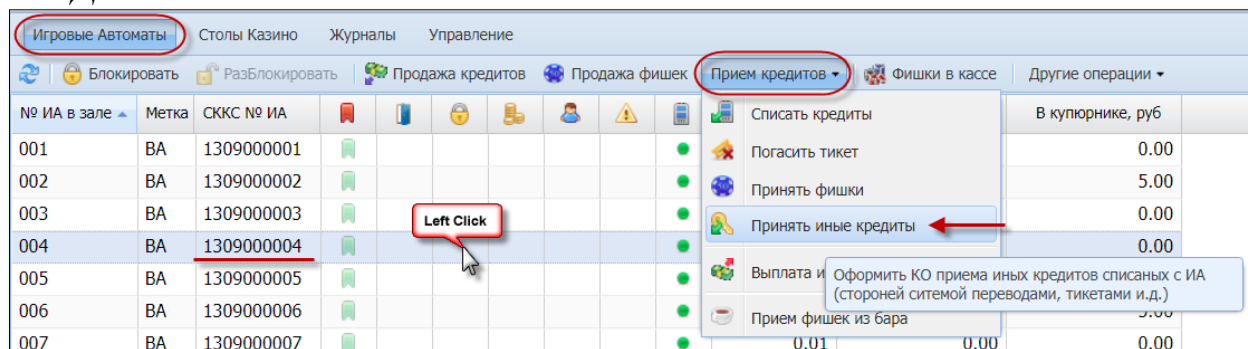 Игровые Автоматы Столы Казино Журналы Управление
Блокировать РазБлокировать Продажа кредитов Продажа фишек Прием кредитов Фишки в кассе Другие операции
№ ИА в зале Метка СККС № ИА В купюрнике, руб
Списать кредиты
001 ВА 1309000001 0.00
Погасить тикет
002 ВА 1309000002 5.00
Принять фишки
003 ВА 1309000003 0.00
Left Click
Принять иные кредиты
004 ВА 1309000004 0.00
005 ВА 1309000005
Выплата и
Оформить КО приема иных кредитов списаных с ИА
(стороней ситемой переводами, тикетами и.д.)
006 ВА 1309000006
Прием фишек из бара
007 ВА 1309000007 0.01 0.00 0.00